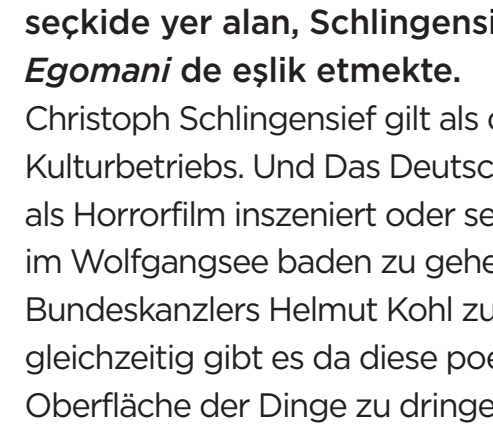 seçkide yer alan, Schlingensi
Egomani de eşlik etmekte.
Christoph Schlingensief gilt als
Kulturbetriebs. Und Das Deutsc
als Horrorfilm inszeniert oder se
im Wolfgangsee baden zu gehe
Bundeskanzlers Helmut Kohl zu
gleichzeitig gibt es da diese poe
Oberfläche der Dinge zu dringe